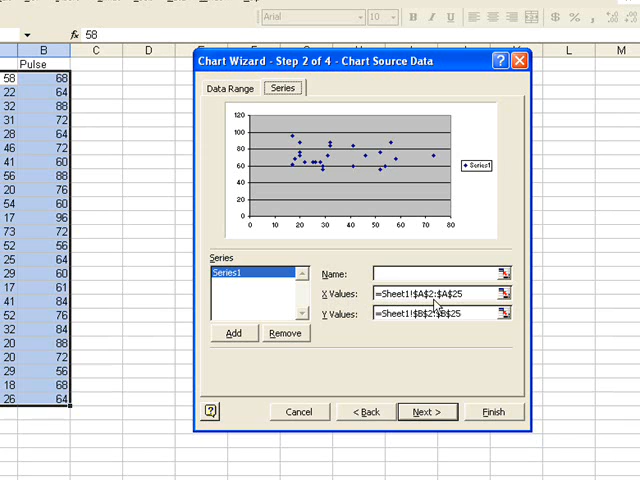 Arial 10 B I U $ % ,
58
B C D L M
Chart Wizard - Step 2 of 4 - Chart Source Data
Pulse
58 68
22 64
32 88
31 72
28 64
46 72
41 60
56 88
20 76
54 60
17 96
73 72
52 56
25 64
29 60
17 61
41 84
52 76
32 84
20 88
20 72
29 56
18 68
26 64
Data Range Series
120
100
80
60
40
20
0
0 10 20 30 40 50 60 70 80
Series1
Series
Series1
Name:
X Values: =Sheet1!$A$2:$A$25
Y Values: =Sheet1!$B$2:$B$25
Add Remove
Cancel < Back Next > Finish